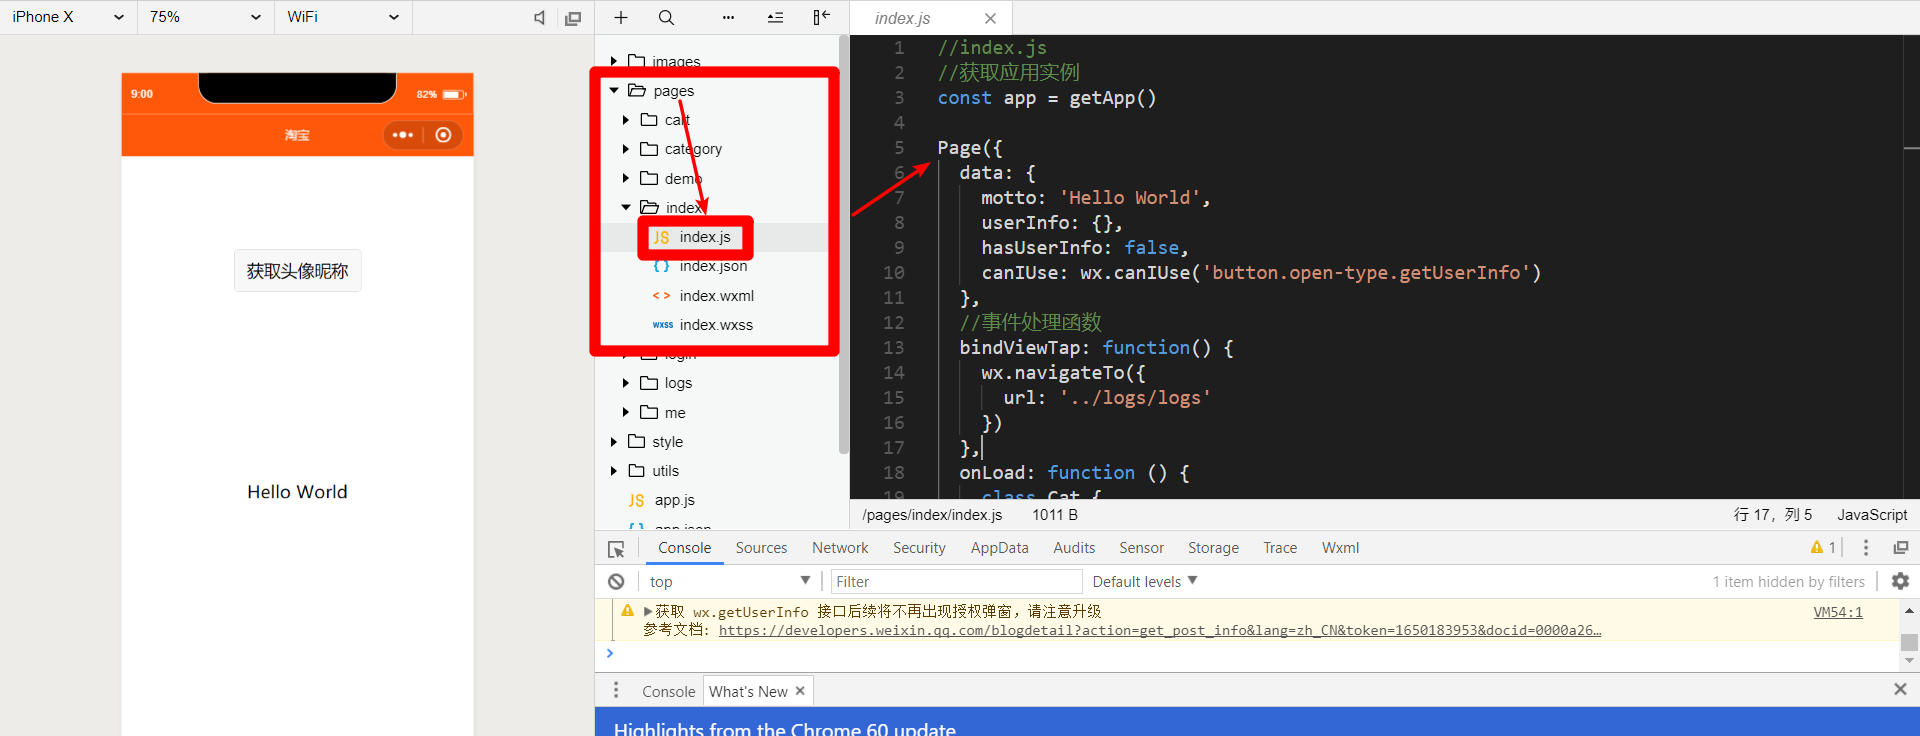 iPhone X
75%
WiFi
9:00
82%
淘宝
获取头像昵称
Hello World
images
pages
cart
category
demo
index
JS index.js
{ } index.json
< > index.wxml
wxss index.wxss
login
logs
me
style
utils
JS app.js
{ } app.json
index.js
1 //index.js
2 //获取应用实例
3 const app = getApp()
4
5 Page({
6 data: {
7 motto: 'Hello World',
8 userInfo: {},
9 hasUserInfo: false,
10 canIUse: wx.canIUse('button.open-type.getUserInfo')
11 },
12 //事件处理函数
13 bindViewTap: function() {
14 wx.navigateTo({
15 url: '../logs/logs'
16 })
17 },
18 onLoad: function () {
19 class Cat {
/pages/index/index.js 1011 B 行 17, 列 5 JavaScript
Console Sources Network Security AppData Audits Sensor Storage Trace Wxml 1
top Filter Default levels 1 item hidden by filters
获取 wx.getUserInfo 接口后续将不再出现授权弹窗，请注意升级 VM54:1
参考文档: https://developers.weixin.qq.com/blogdetail?action=get_post_info&lang=zh_CN&token=1650183953&docid=0000a26…
Console What's New
Highlights from the Chrome 60 update